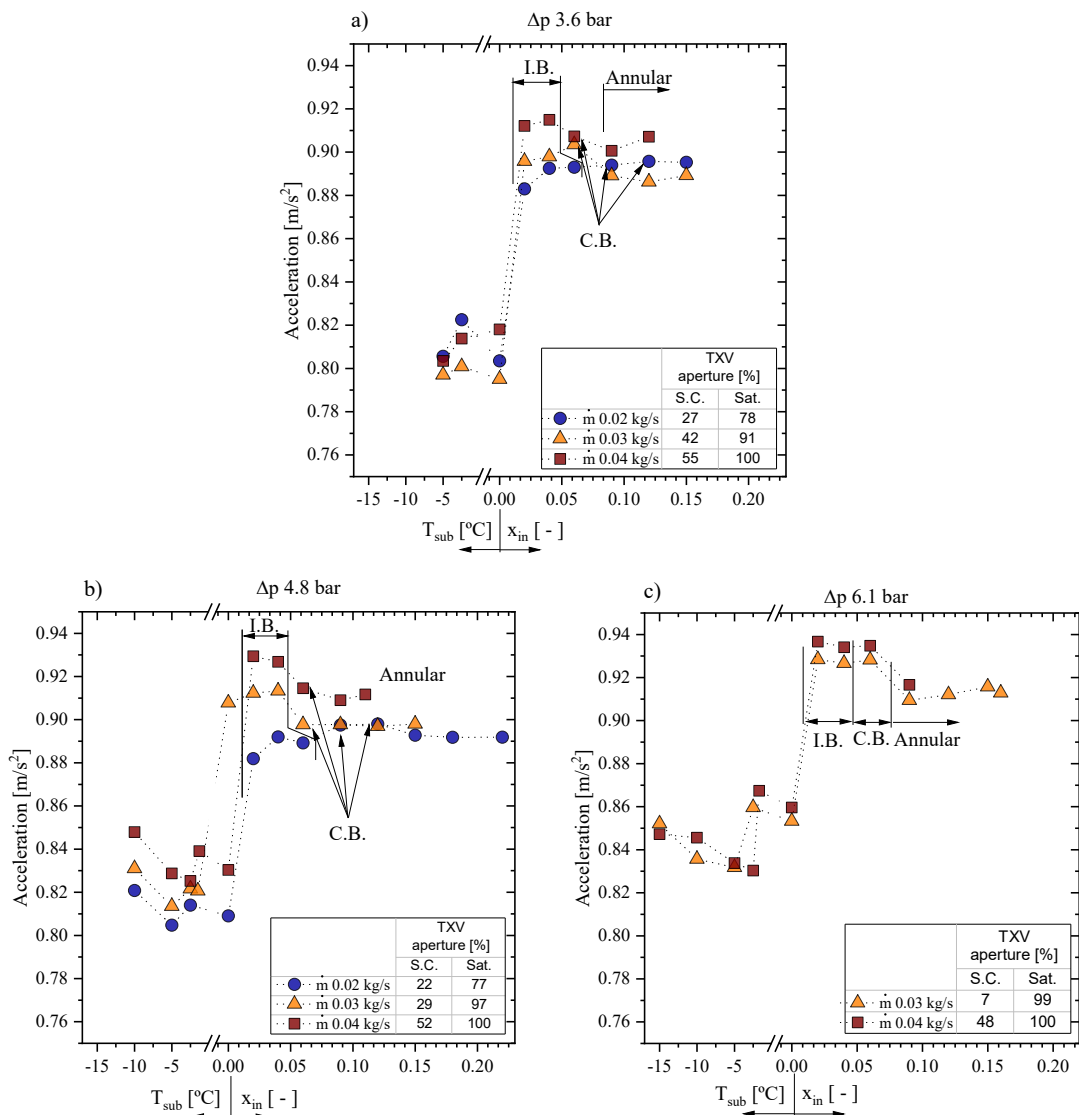 a)
Δp 3.6 bar
I.B.
Annular
C.B.
Acceleration [m/s²]
0.94
0.92
0.90
0.88
0.86
0.84
0.82
0.80
0.78
0.76
TXV
aperture [%]
S.C. Sat.
ṁ 0.02 kg/s 27 78
ṁ 0.03 kg/s 42 91
ṁ 0.04 kg/s 55 100
-15 -10 -5 0.00 0.05 0.10 0.15 0.20
T_sub [ºC] x_in [ - ]
b)
Δp 4.8 bar
I.B.
Annular
C.B.
Acceleration [m/s²]
0.94
0.92
0.90
0.88
0.86
0.84
0.82
0.80
0.78
0.76
TXV
aperture [%]
S.C. Sat.
ṁ 0.02 kg/s 22 77
ṁ 0.03 kg/s 29 97
ṁ 0.04 kg/s 52 100
-15 -10 -5 0.00 0.05 0.10 0.15 0.20
T_sub [ºC] x_in [ - ]
c)
Δp 6.1 bar
I.B. C.B. Annular
Acceleration [m/s²]
0.94
0.92
0.90
0.88
0.86
0.84
0.82
0.80
0.78
0.76
TXV
aperture [%]
S.C. Sat.
ṁ 0.03 kg/s 7 99
ṁ 0.04 kg/s 48 100
-15 -10 -5 0.00 0.05 0.10 0.15 0.20
T_sub [ºC] x_in [ - ]